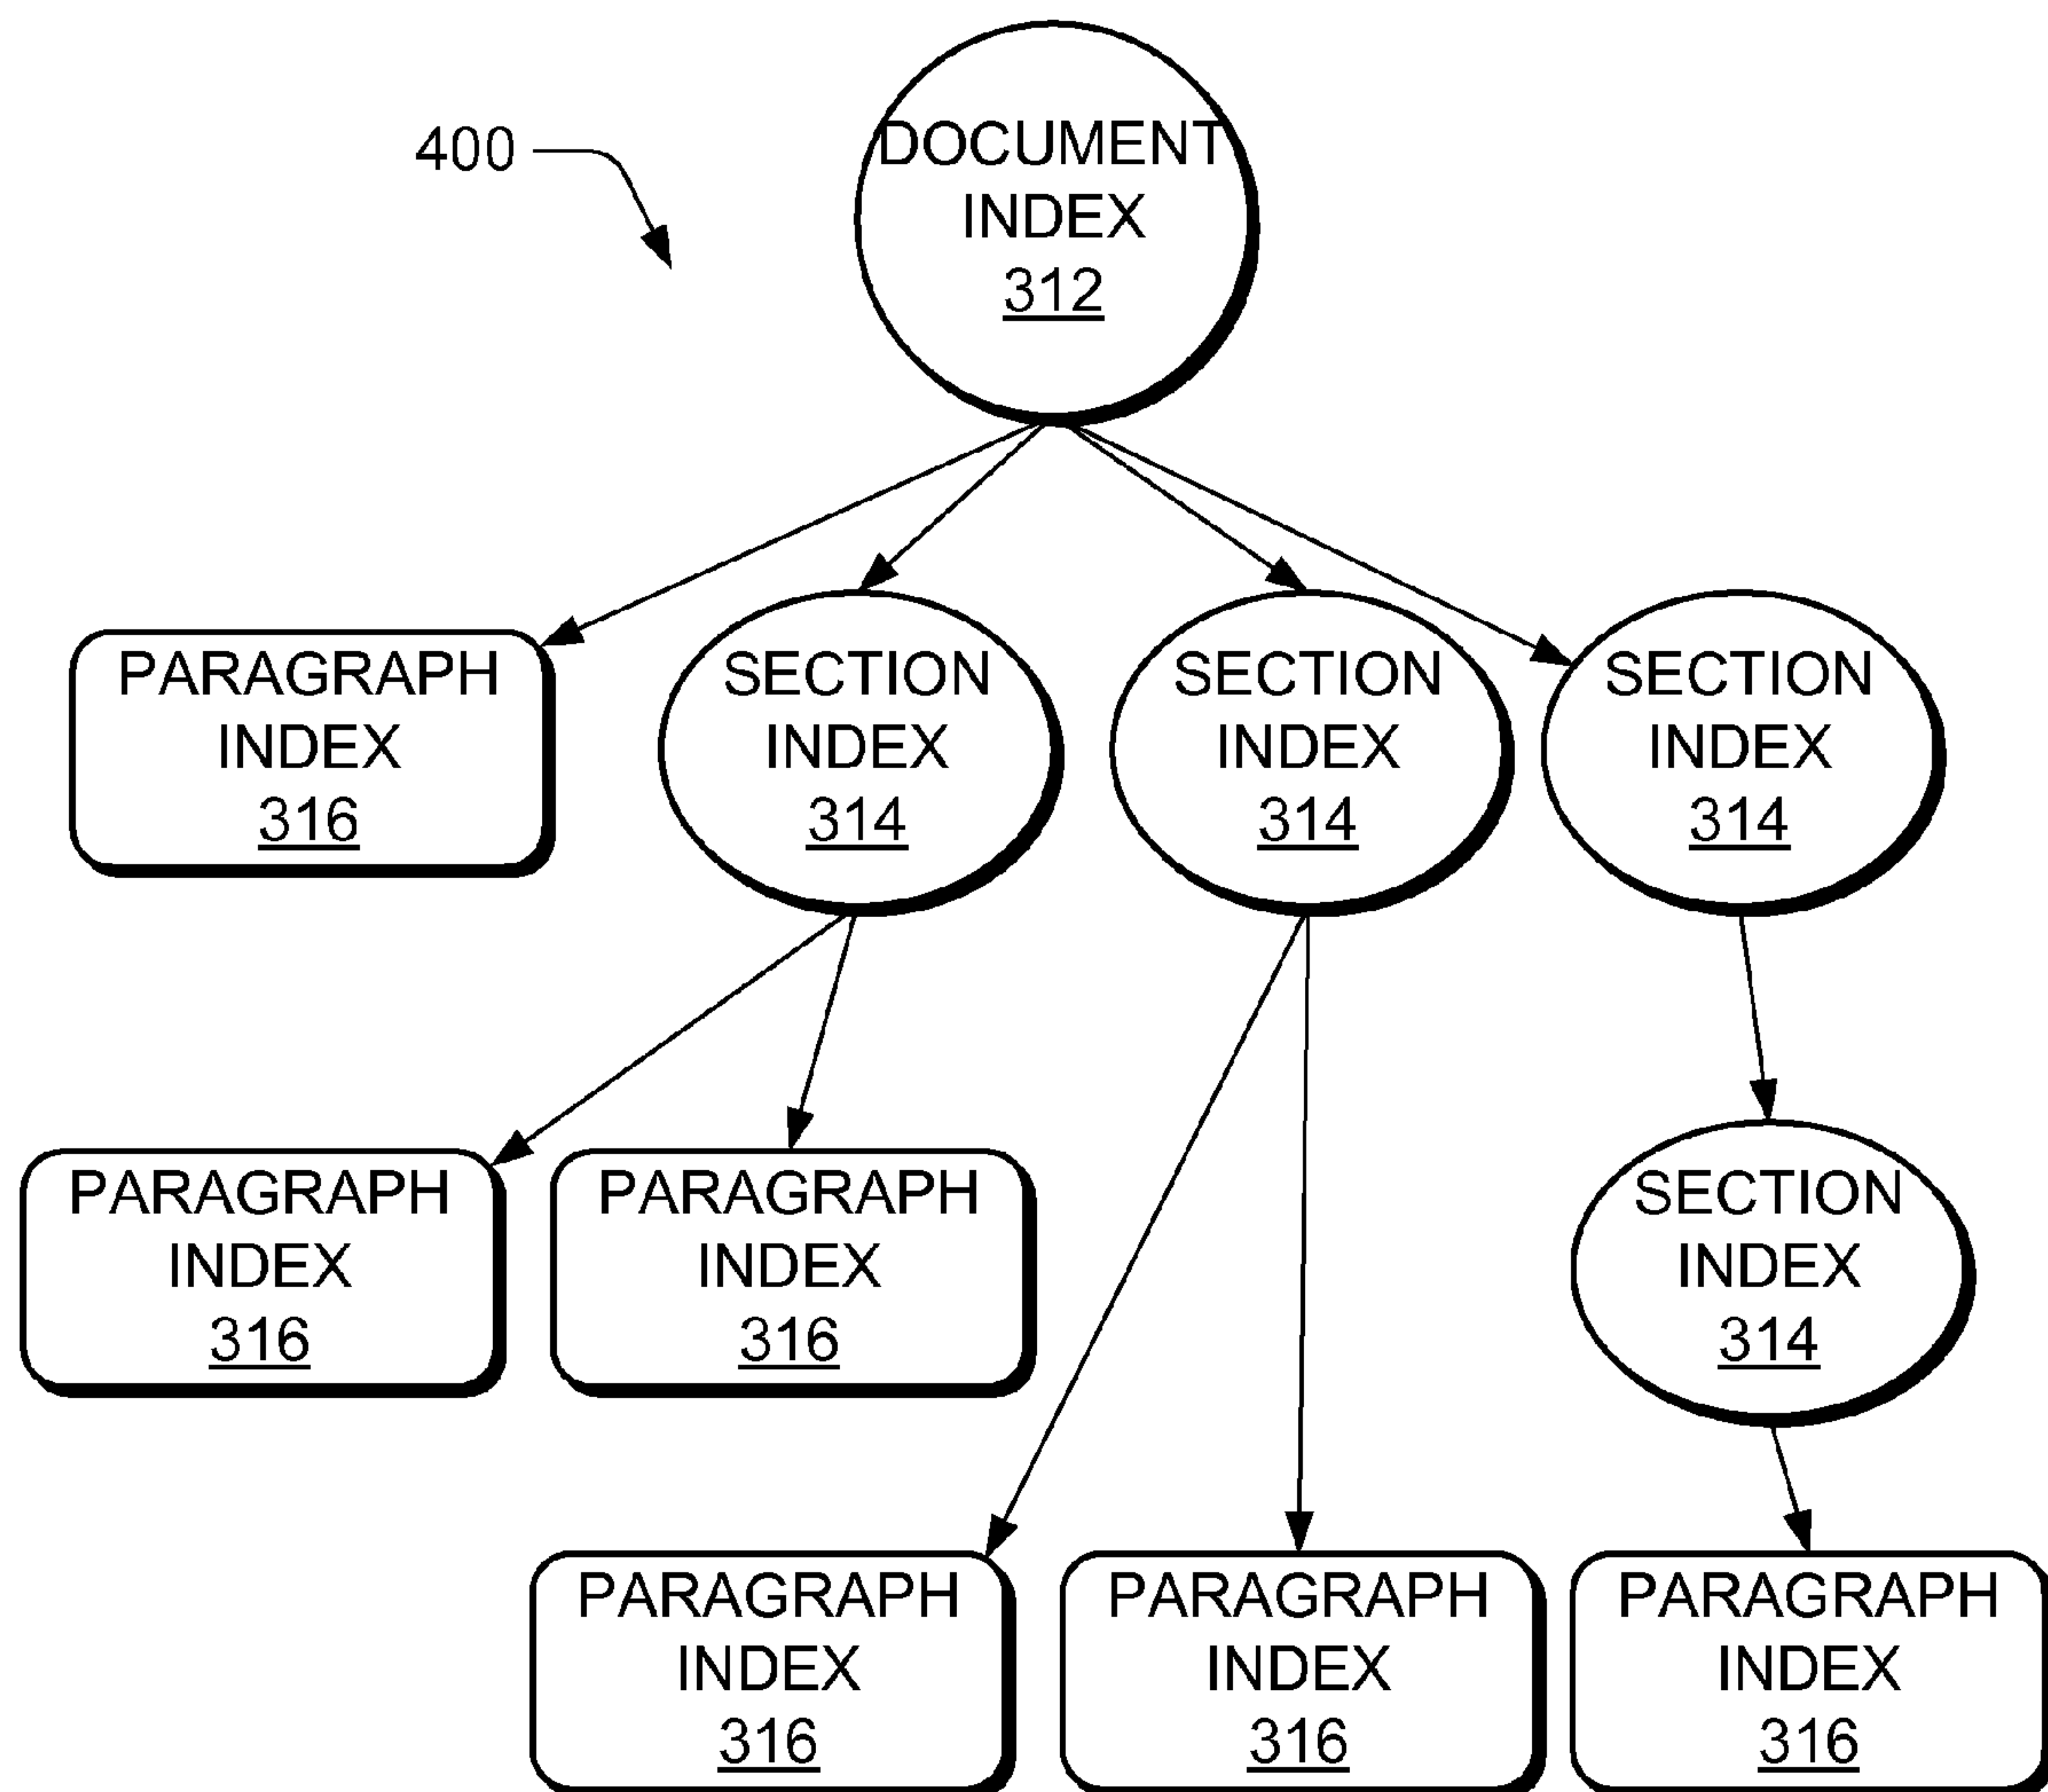 DOCUMENT
INDEX
312
400
PARAGRAPH
INDEX
316
SECTION
INDEX
314
SECTION
INDEX
314
SECTION
INDEX
314
PARAGRAPH
INDEX
316
PARAGRAPH
INDEX
316
SECTION
INDEX
314
PARAGRAPH
INDEX
316
PARAGRAPH
INDEX
316
PARAGRAPH
INDEX
316